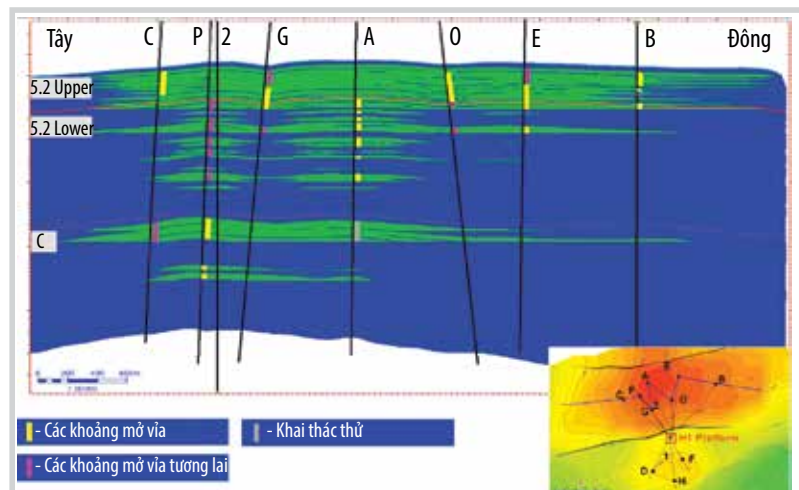 Tây C P 2 G A O E B Đông
5.2 Upper
5.2 Lower
C
- Các khoảng mở vỉa
- Khai thác thử
- Các khoảng mở vỉa tương lai
H1 Platform